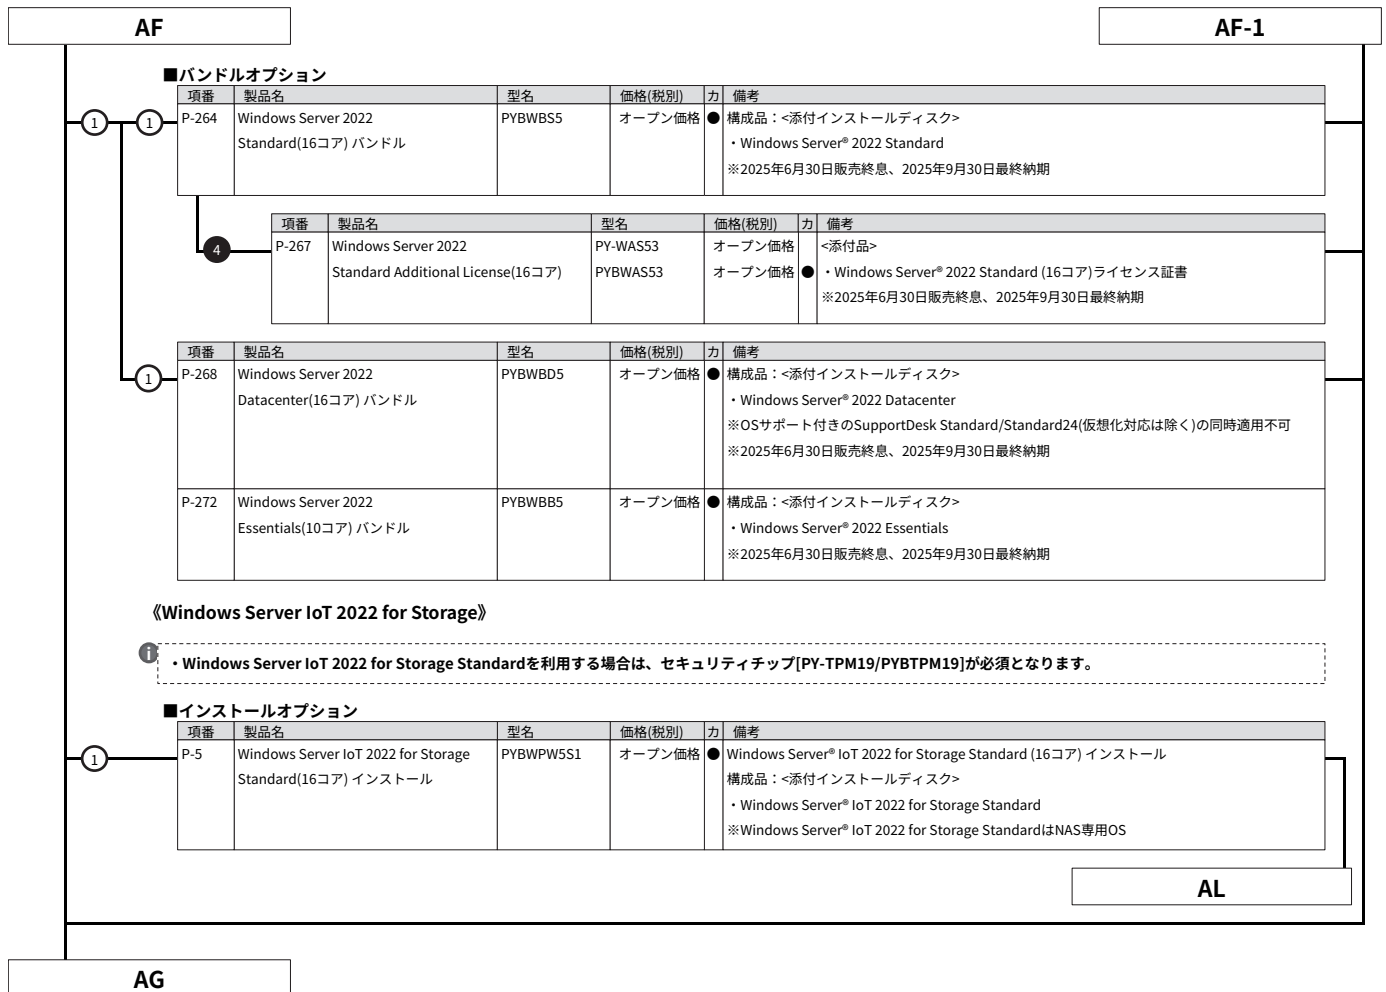 AF
AF-1
■バンドルオプション
項番 製品名 型名 価格(税別) カ 備考
1 1 P-264 Windows Server 2022 PYBWBS5 オープン価格 ● 構成品：<添付インストールディスク>
Standard(16コア) バンドル ・Windows Server® 2022 Standard
※2025年6月30日販売終息、2025年9月30日最終納期
項番 製品名 型名 価格(税別) カ 備考
4 P-267 Windows Server 2022 PY-WAS53 オープン価格 <添付品>
Standard Additional License(16コア) PYBWAS53 オープン価格 ● ・Windows Server® 2022 Standard (16コア)ライセンス証書
※2025年6月30日販売終息、2025年9月30日最終納期
項番 製品名 型名 価格(税別) カ 備考
1 P-268 Windows Server 2022 PYBWBD5 オープン価格 ● 構成品：<添付インストールディスク>
Datacenter(16コア) バンドル ・Windows Server® 2022 Datacenter
※OSサポート付きのSupportDesk Standard/Standard24(仮想化対応は除く)の同時適用不可
※2025年6月30日販売終息、2025年9月30日最終納期
P-272 Windows Server 2022 PYBWBB5 オープン価格 ● 構成品：<添付インストールディスク>
Essentials(10コア) バンドル ・Windows Server® 2022 Essentials
※2025年6月30日販売終息、2025年9月30日最終納期
《Windows Server IoT 2022 for Storage》
i ・Windows Server IoT 2022 for Storage Standardを利用する場合は、セキュリティチップ[PY-TPM19/PYBTPM19]が必須となります。
■インストールオプション
項番 製品名 型名 価格(税別) カ 備考
1 P-5 Windows Server IoT 2022 for Storage PYBWPW5S1 オープン価格 ● Windows Server® IoT 2022 for Storage Standard (16コア) インストール
Standard(16コア) インストール 構成品：<添付インストールディスク>
・Windows Server® IoT 2022 for Storage Standard
※Windows Server® IoT 2022 for Storage StandardはNAS専用OS
AL
AG